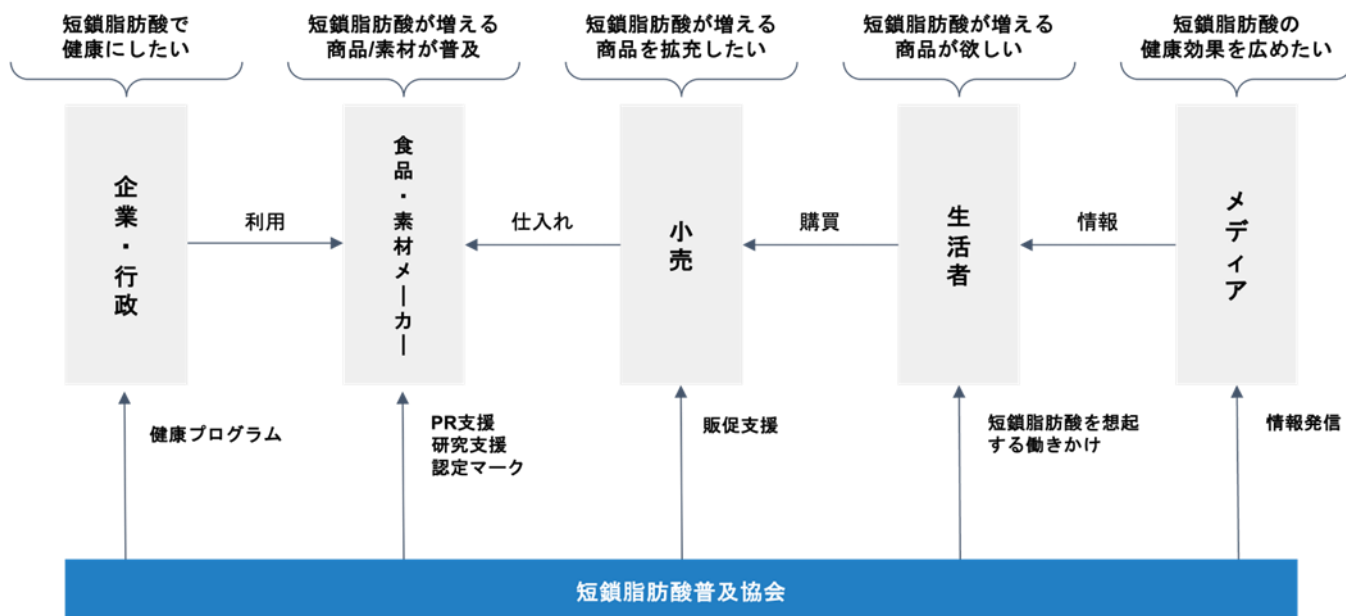 短鎖脂肪酸で
健康にしたい
短鎖脂肪酸が増える
商品/素材が普及
短鎖脂肪酸が増える
商品を拡充したい
短鎖脂肪酸が増える
商品が欲しい
短鎖脂肪酸の
健康効果を広めたい
企業・行政
利用
食品・素材メーカー
仕入れ
小売
購買
生活者
情報
メディア
健康プログラム
PR支援
研究支援
認定マーク
販促支援
短鎖脂肪酸を想起
する働きかけ
情報発信
短鎖脂肪酸普及協会